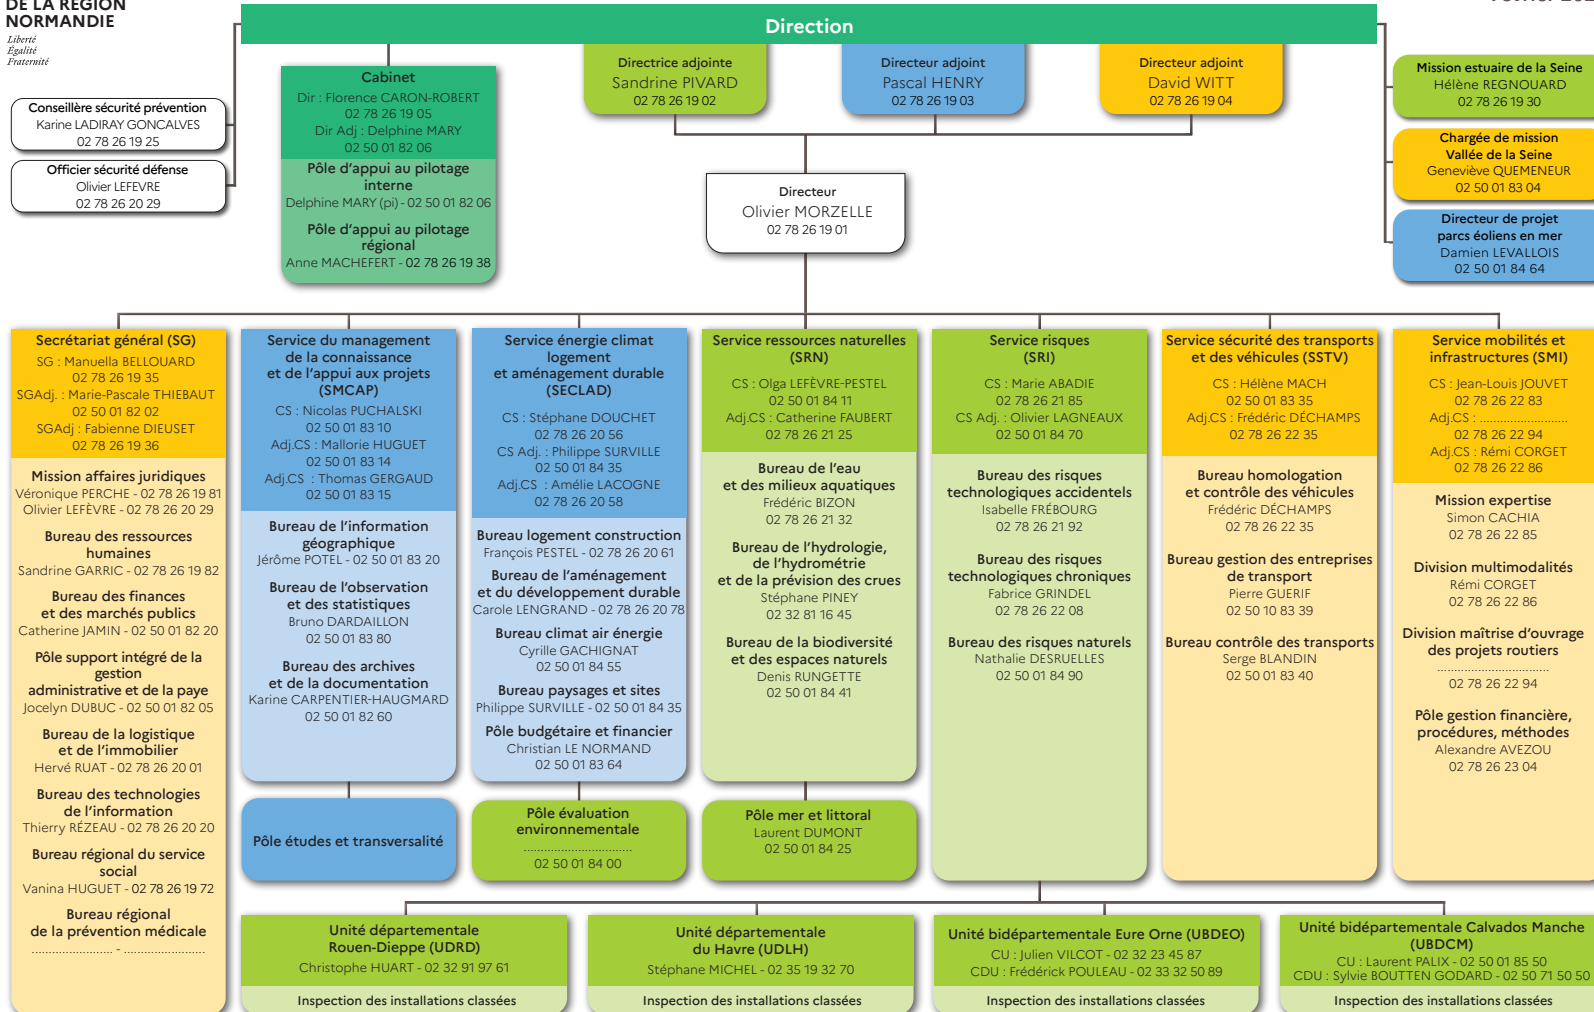 DE LA RÉGION
NORMANDIE
Liberté
Égalité
Fraternité
Direction
Conseillère sécurité prévention
Karine LADIRAY GONCALVES
02 78 26 19 25
Officier sécurité défense
Olivier LEFEVRE
02 78 26 20 29
Cabinet
Dir : Florence CARON-ROBERT
02 78 26 19 05
Dir Adj : Delphine MARY
02 50 01 82 06
Pôle d'appui au pilotage
interne
Delphine MARY (pi) - 02 50 01 82 06
Pôle d'appui au pilotage
régional
Anne MACHEFERT - 02 78 26 19 38
Directrice adjointe
Sandrine PIVARD
02 78 26 19 02
Directeur adjoint
Pascal HENRY
02 78 26 19 03
Directeur adjoint
David WITT
02 78 26 19 04
Directeur
Olivier MORZELLE
02 78 26 19 01
Mission estuaire de la Seine
Hélène REGNOUARD
02 78 26 19 30
Chargée de mission
Vallée de la Seine
Geneviève QUEMENEUR
02 50 01 83 04
Directeur de projet
parcs éoliens en mer
Damien LEVALLOIS
02 50 01 84 64
Secrétariat général (SG)
SG : Manuella BELLOUARD
02 78 26 19 35
SGAdj. : Marie-Pascale THIEBAUT
02 50 01 82 02
SGAdj : Fabienne DIEUSET
02 78 26 19 36
Mission affaires juridiques
Véronique PERCHE - 02 78 26 19 81
Olivier LEFÈVRE - 02 78 26 20 29
Bureau des ressources
humaines
Sandrine GARRIC - 02 78 26 19 82
Bureau des finances
et des marchés publics
Catherine JAMIN - 02 50 01 82 20
Pôle support intégré de la
gestion
administrative et de la paye
Jocelyn DUBUC - 02 50 01 82 05
Bureau de la logistique
et de l'immobilier
Hervé RUAT - 02 78 26 20 01
Bureau des technologies
de l'information
Thierry RÉZEAU - 02 78 26 20 20
Bureau régional du service
social
Vanina HUGUET - 02 78 26 19 72
Bureau régional
de la prévention médicale
....................... - .......................
Service du management
de la connaissance
et de l'appui aux projets
(SMCAP)
CS : Nicolas PUCHALSKI
02 50 01 83 10
Adj.CS : Mallorie HUGUET
02 50 01 83 14
Adj.CS : Thomas GERGAUD
02 50 01 83 15
Bureau de l'information
géographique
Jérôme POTEL - 02 50 01 83 20
Bureau de l'observation
et des statistiques
Bruno DARDAILLON
02 50 01 83 80
Bureau des archives
et de la documentation
Karine CARPENTIER-HAUGMARD
02 50 01 82 60
Pôle études et transversalité
Service énergie climat
logement
et aménagement durable
(SECLAD)
CS : Stéphane DOUCHET
02 78 26 20 56
CS Adj. : Philippe SURVILLE
02 50 01 84 35
Adj.CS : Amélie LACOGNE
02 78 26 20 58
Bureau logement construction
François PESTEL - 02 78 26 20 61
Bureau de l'aménagement
et du développement durable
Carole LENGRAND - 02 78 26 20 78
Bureau climat air énergie
Cyrille GACHIGNAT
02 50 01 84 55
Bureau paysages et sites
Philippe SURVILLE - 02 50 01 84 35
Pôle budgétaire et financier
Christian LE NORMAND
02 50 01 83 64
Pôle évaluation
environnementale
...............................
02 50 01 84 00
Service ressources naturelles
(SRN)
CS : Olga LEFÈVRE-PESTEL
02 50 01 84 11
Adj.CS : Catherine FAUBERT
02 78 26 21 25
Bureau de l'eau
et des milieux aquatiques
Frédéric BIZON
02 78 26 21 32
Bureau de l'hydrologie,
de l'hydrométrie
et de la prévision des crues
Stéphane PINEY
02 32 81 16 45
Bureau de la biodiversité
et des espaces naturels
Denis RUNGETTE
02 50 01 84 41
Pôle mer et littoral
Laurent DUMONT
02 50 01 84 25
Service risques
(SRI)
CS : Marie ABADIE
02 78 26 21 85
CS Adj. : Olivier LAGNEAUX
02 50 01 84 70
Bureau des risques
technologiques accidentels
Isabelle FRÉBOURG
02 78 26 21 92
Bureau des risques
technologiques chroniques
Fabrice GRINDEL
02 78 26 22 08
Bureau des risques naturels
Nathalie DESRUELLES
02 50 01 84 90
Service sécurité des transports
et des véhicules (SSTV)
CS : Hélène MACH
02 50 01 83 35
Adj.CS : Frédéric DÉCHAMPS
02 78 26 22 35
Bureau homologation
et contrôle des véhicules
Frédéric DÉCHAMPS
02 78 26 22 35
Bureau gestion des entreprises
de transport
Pierre GUERIF
02 50 10 83 39
Bureau contrôle des transports
Serge BLANDIN
02 50 01 83 40
Service mobilités et
infrastructures (SMI)
CS : Jean-Louis JOUVET
02 78 26 22 83
Adj.CS : .........................
02 78 26 22 94
Adj.CS : Rémi CORGET
02 78 26 22 86
Mission expertise
Simon CACHIA
02 78 26 22 85
Division multimodalités
Rémi CORGET
02 78 26 22 86
Division maîtrise d'ouvrage
des projets routiers
................................
02 78 26 22 94
Pôle gestion financière,
procédures, méthodes
Alexandre AVEZOU
02 78 26 23 04
Unité départementale
Rouen-Dieppe (UDRD)
Christophe HUART - 02 32 91 97 61
Inspection des installations classées
Unité départementale
du Havre (UDLH)
Stéphane MICHEL - 02 35 19 32 70
Inspection des installations classées
Unité bidépartementale Eure Orne (UBDEO)
CU : Julien VILCOT - 02 32 23 45 87
CDU : Frédérick POULEAU - 02 33 32 50 89
Inspection des installations classées
Unité bidépartementale Calvados Manche
(UBDCM)
CU : Laurent PALIX - 02 50 01 85 50
CDU : Sylvie BOUTTEN GODARD - 02 50 71 50 50
Inspection des installations classées